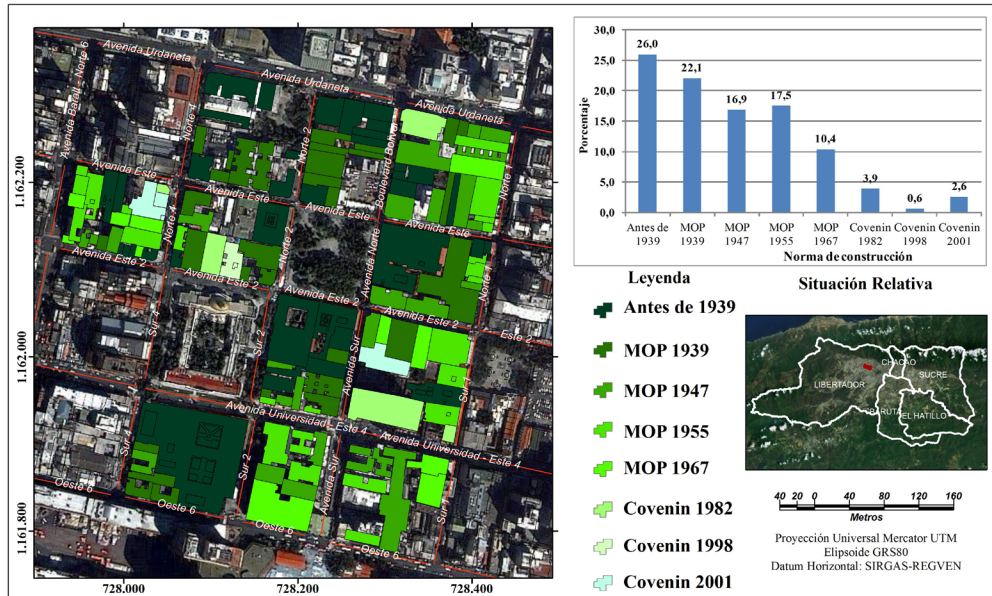 Avenida Urdaneta
Avenida Urdaneta
Avenida Urdaneta
Avenida Baralt - Norte 6
Norte 4
Norte 2
Boulevard Bolívar
Norte 1
Avenida Este
Avenida Este
Avenida Este
Avenida Este
Norte 4
Norte 2
Avenida Norte
Norte 1
Avenida Este 2
Avenida Este 2
Avenida Este 2
Este 2
Sur 4
Sur 2
Avenida Sur
Sur 1
Avenida Universidad - Este 4
Avenida Universidad - Este 4
Sur 4
Sur 2
Avenida Sur
Sur 1
Oeste 6
Oeste 6
Oeste 6
1.162.200
1.162.000
1.161.800
728.000
728.200
728.400
Porcentaje
30,0
25,0
20,0
15,0
10,0
5,0
0,0
26,0
22,1
16,9
17,5
10,4
3,9
0,6
2,6
Antes de 1939
MOP 1939
MOP 1947
MOP 1955
MOP 1967
Covenin 1982
Covenin 1998
Covenin 2001
Norma de construcción
Leyenda
Antes de 1939
MOP 1939
MOP 1947
MOP 1955
MOP 1967
Covenin 1982
Covenin 1998
Covenin 2001
Situación Relativa
LIBERTADOR
CHACAO
SUCRE
BARUTA
EL HATILLO
40 20 0 40 80 120 160
Metros
Proyección Universal Mercator UTM
Elipsoide GRS80
Datum Horizontal: SIRGAS-REGVEN